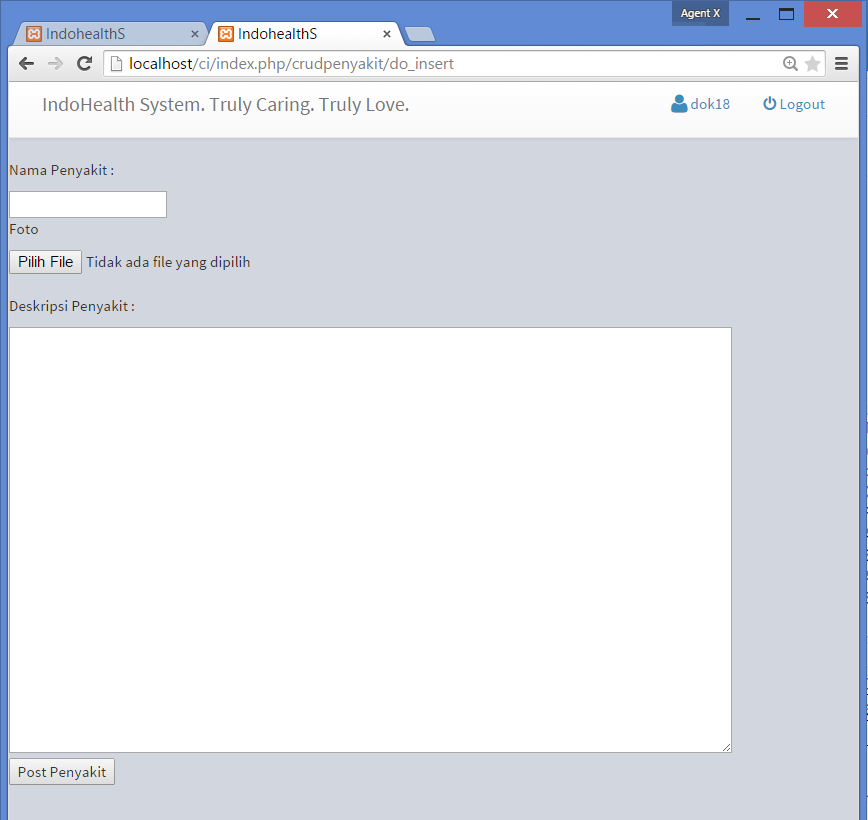 Agent X
IndohealthS
IndohealthS
localhost/ci/index.php/crudpenyakit/do_insert
IndoHealth System. Truly Caring. Truly Love.
dok18
Logout
Nama Penyakit :
Foto
Pilih File Tidak ada file yang dipilih
Deskripsi Penyakit :
Post Penyakit